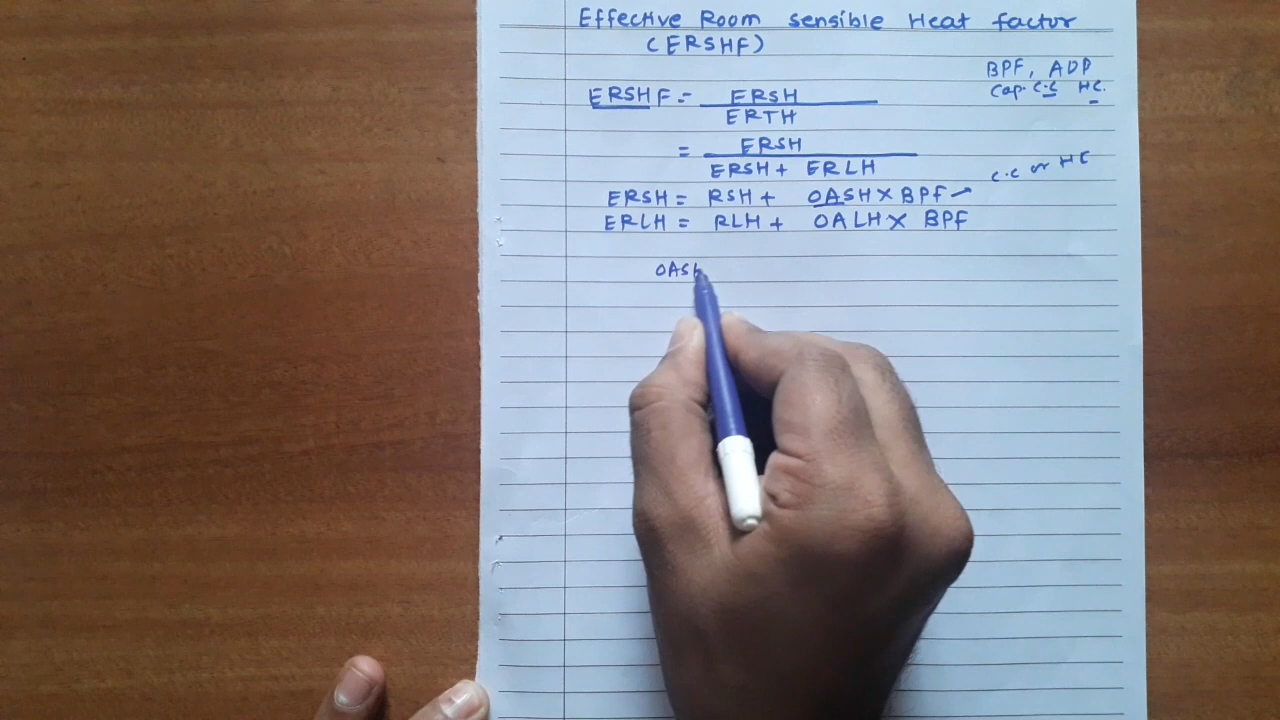 Effective Room sensible Heat factor
(ERSHF)
BPF, ADP
Cap. C.C HC.
ERSHF = ERSH
ERTH
= ERSH
ERSH + ERLH
C.C or HC
ERSH = RSH + OASH × BPF →
ERLH = RLH + OALH × BPF
OASH